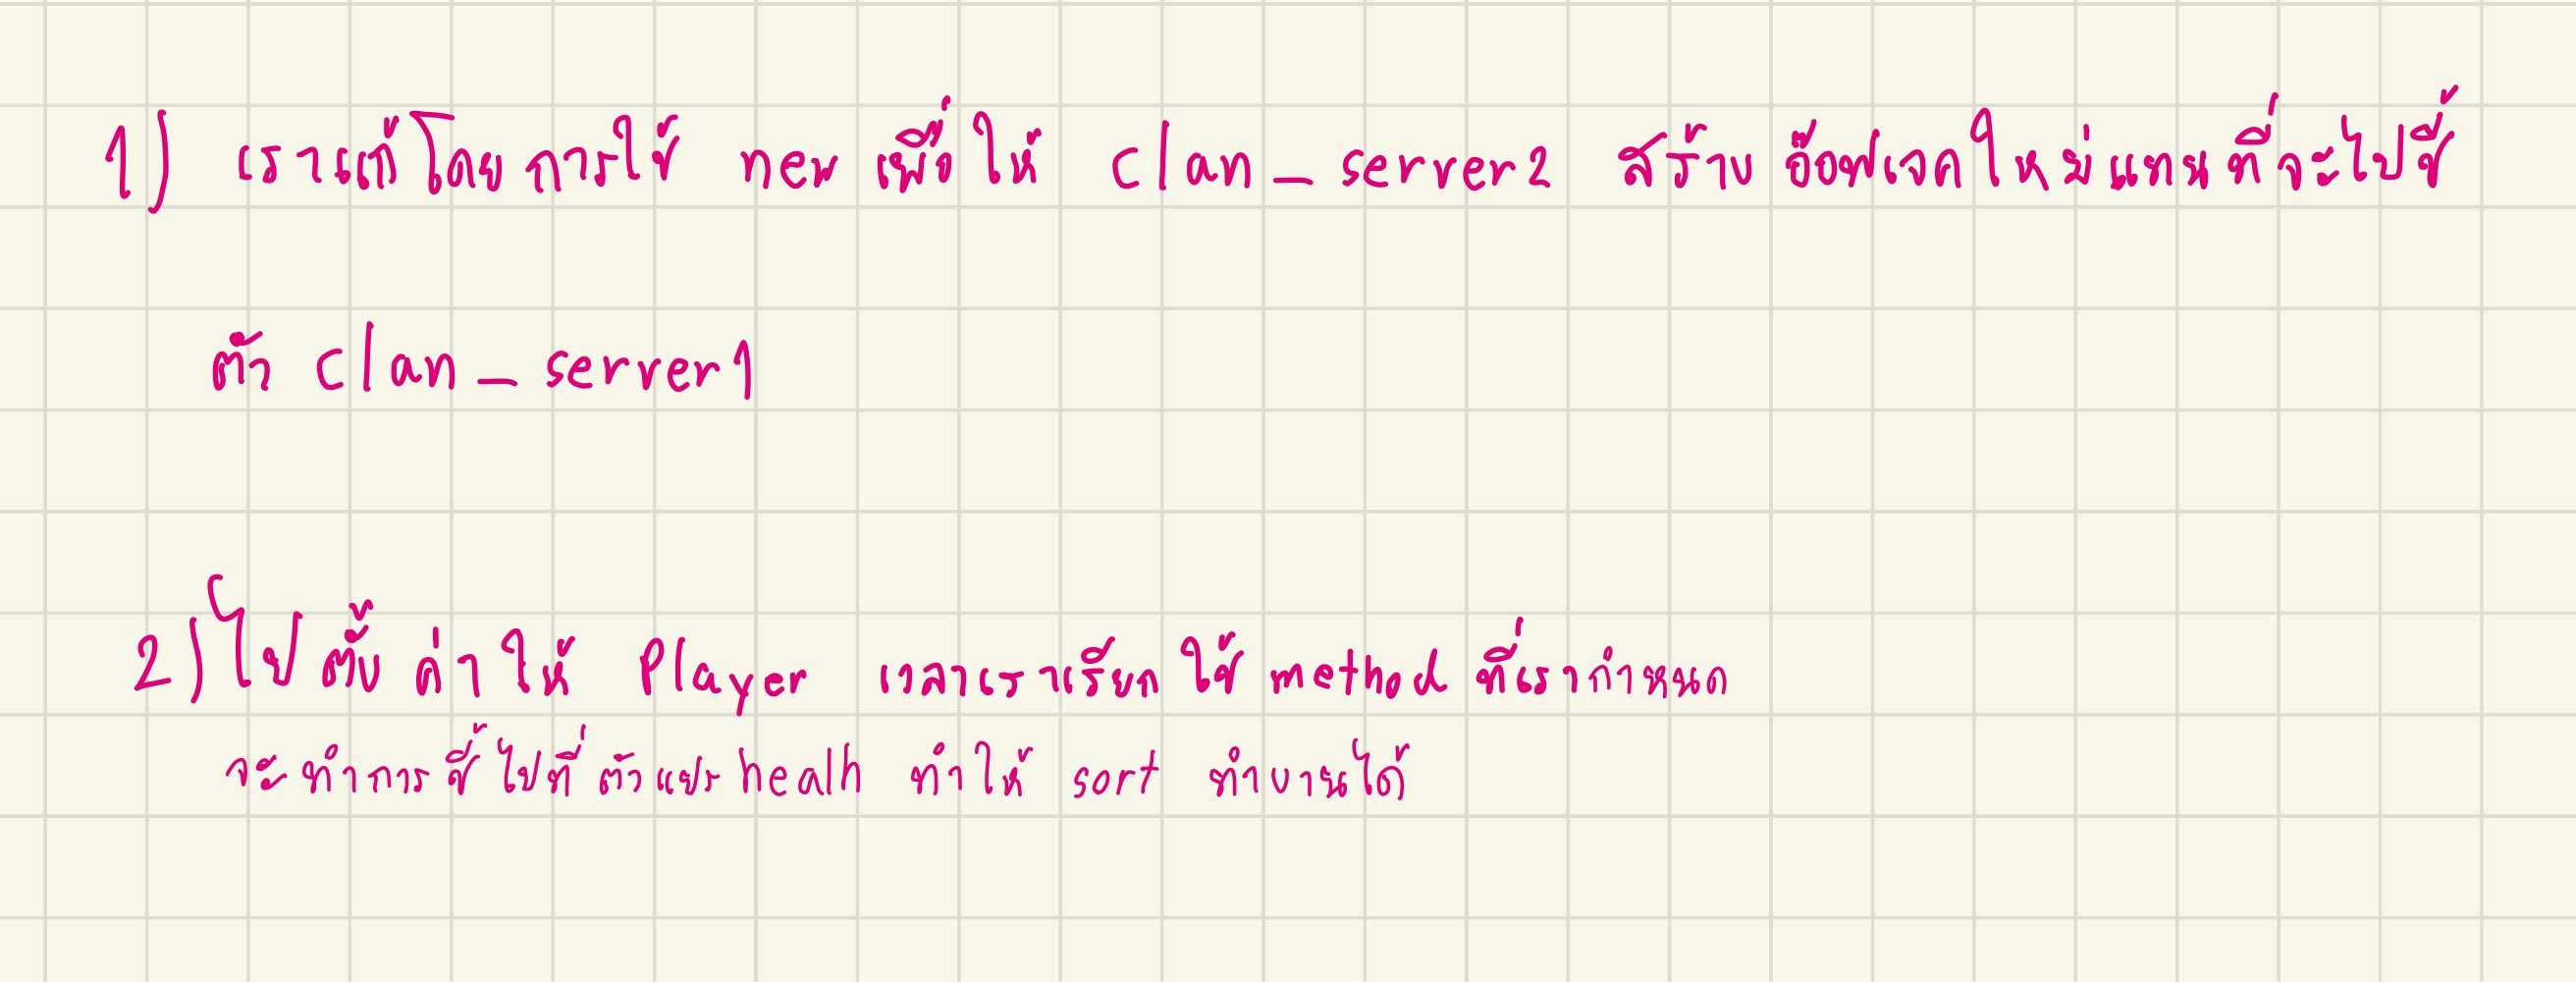 1) เราแก้โดยการใช้ new เพื่อให้ clan_server2 สร้างอ็อฟเจคใหม่แทนที่จะไปชี้
ตัว clan_server1
2) ไปตั้งค่าให้ Player เวลาเราเรียกใช้ method ที่เรากำหนด
จะทำการชี้ไปที่ตัวแปร healh ทำให้ sort ทำงานได้